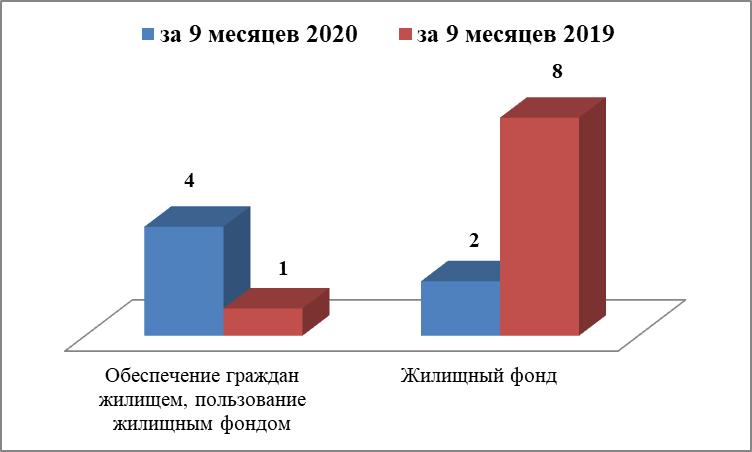 за 9 месяцев 2020 за 9 месяцев 2019
8
4
2
1
Обеспечение граждан
жилищем, пользование
жилищным фондом
Жилищный фонд